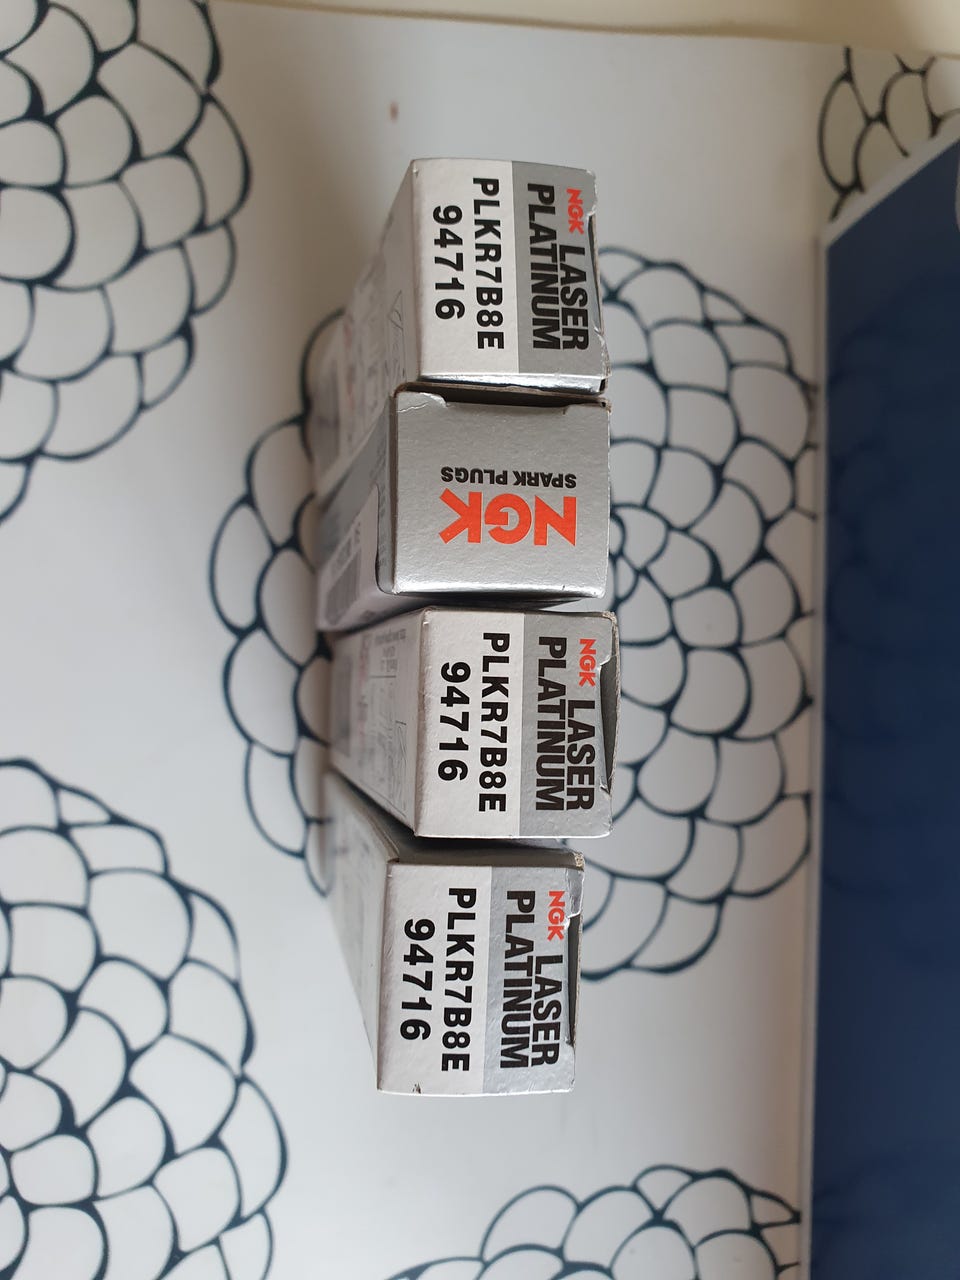 NGK LASER
PLATINUM
PLKR7B8E
94716
NGK
SPARK PLUGS
NGK LASER
PLATINUM
PLKR7B8E
94716
NGK LASER
PLATINUM
PLKR7B8E
94716